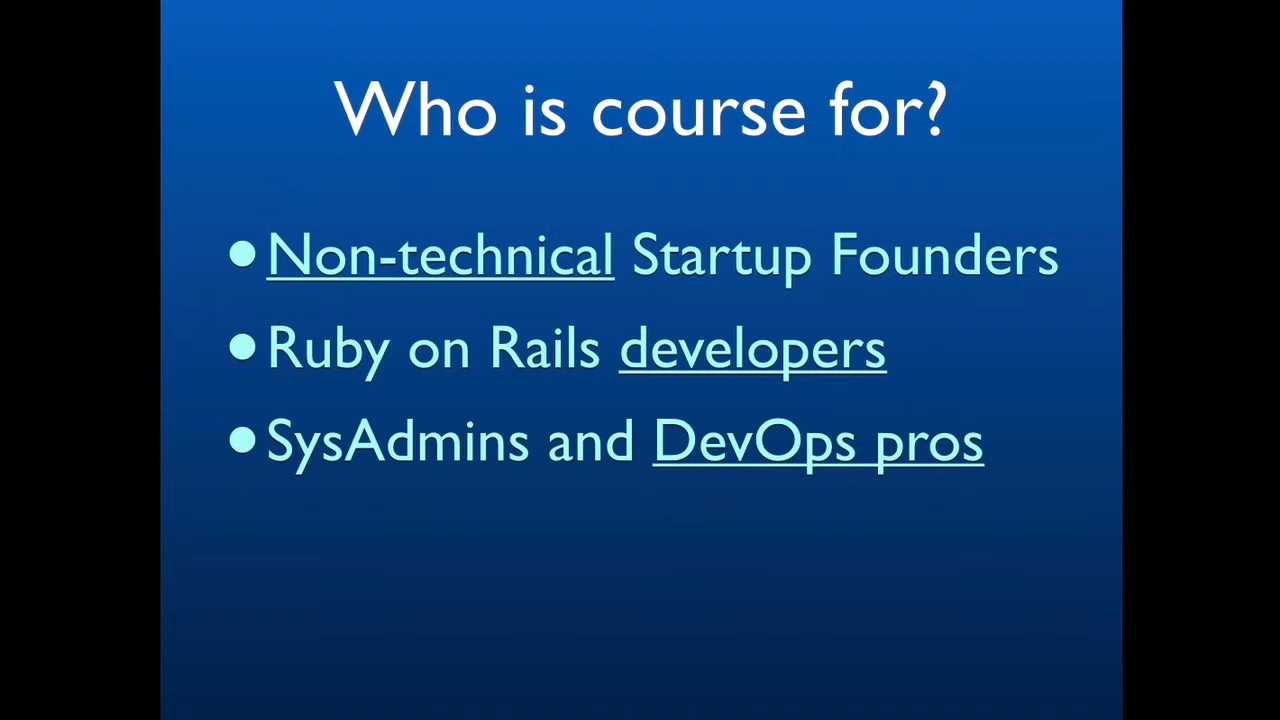 Who is course for?
•Non-technical Startup Founders
•Ruby on Rails developers
•SysAdmins and DevOps pros